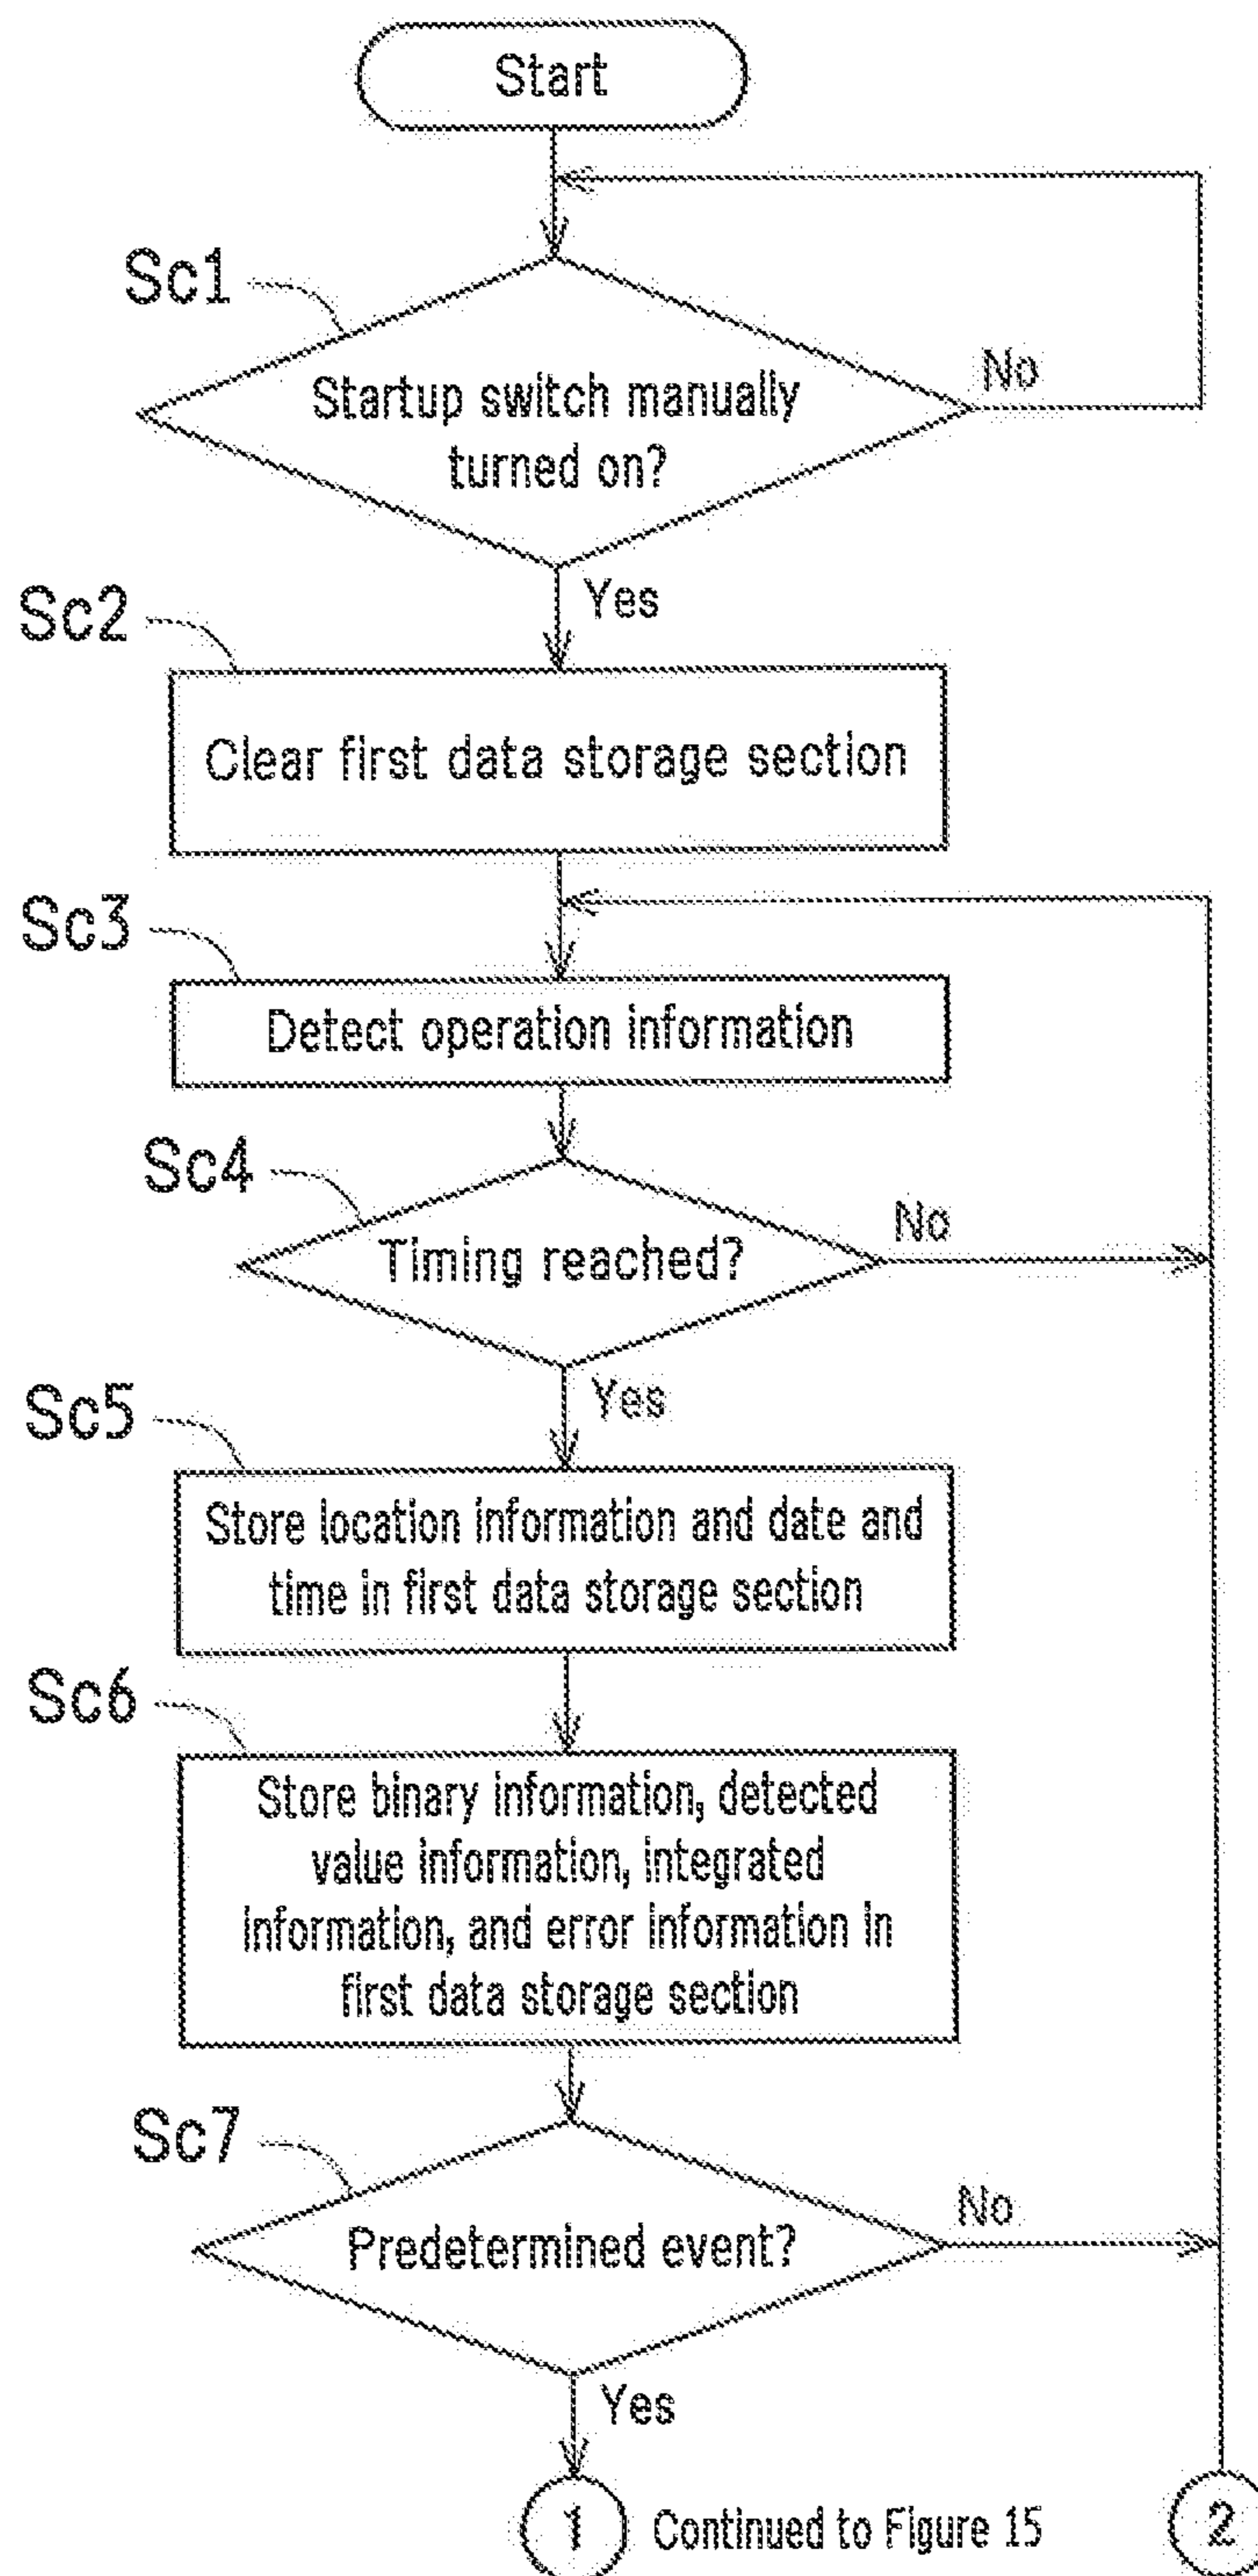 Start
Sc1
Startup switch manually
turned on?
No
Yes
Sc2
Clear first data storage section
Sc3
Detect operation information
Sc4
Timing reached?
No
Yes
Sc5
Store location information and date and
time in first data storage section
Sc6
Store binary information, detected
value information, integrated
information, and error information in
first data storage section
Sc7
Predetermined event?
No
Yes
1 Continued to Figure 15
2